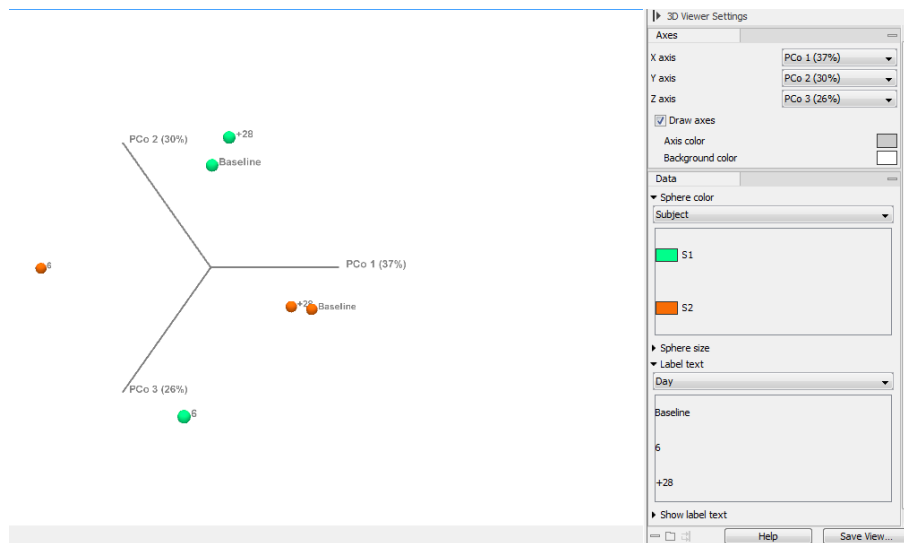 PCo 2 (30%)
+28
Baseline
6
PCo 1 (37%)
+28
Baseline
PCo 3 (26%)
6
3D Viewer Settings
Axes
X axis
PCo 1 (37%)
Y axis
PCo 2 (30%)
Z axis
PCo 3 (26%)
Draw axes
Axis color
Background color
Data
Sphere color
Subject
S1
S2
Sphere size
Label text
Day
Baseline
6
+28
Show label text
Help
Save View...